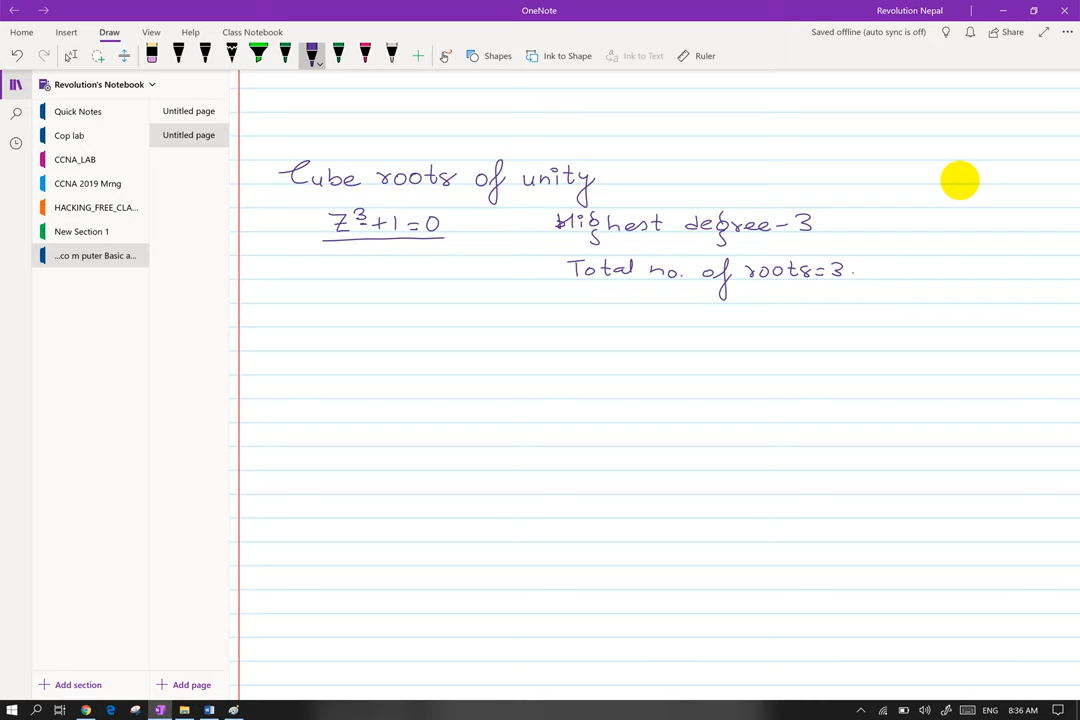 OneNote
Revolution Nepal
Home Insert Draw View Help Class Notebook
Saved offline (auto sync is off)
Share
Shapes
Ink to Shape
Ink to Text
Ruler
Revolution's Notebook
Quick Notes
Cop lab
CCNA_LAB
CCNA 2019 Mrng
HACKING_FREE_CLA...
New Section 1
...co m puter Basic a...
Untitled page
Untitled page
Cube roots of unity
Z³+1=0
Highest degree-3
Total no. of roots=3.
+ Add section
+ Add page
ENG
8:36 AM